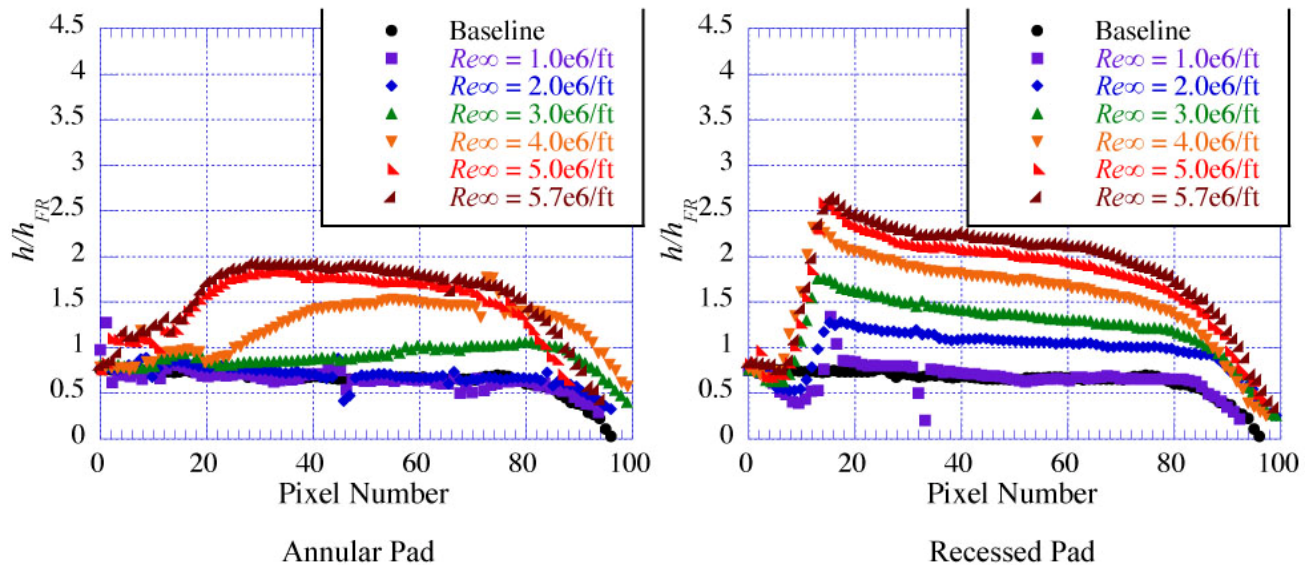 4.5
4
3.5
3
2.5
2
1.5
1
0.5
0
h/hFR
Baseline
Re∞ = 1.0e6/ft
Re∞ = 2.0e6/ft
Re∞ = 3.0e6/ft
Re∞ = 4.0e6/ft
Re∞ = 5.0e6/ft
Re∞ = 5.7e6/ft
0 20 40 60 80 100
Pixel Number
Annular Pad
4.5
4
3.5
3
2.5
2
1.5
1
0.5
0
h/hFR
Baseline
Re∞ = 1.0e6/ft
Re∞ = 2.0e6/ft
Re∞ = 3.0e6/ft
Re∞ = 4.0e6/ft
Re∞ = 5.0e6/ft
Re∞ = 5.7e6/ft
0 20 40 60 80 100
Pixel Number
Recessed Pad